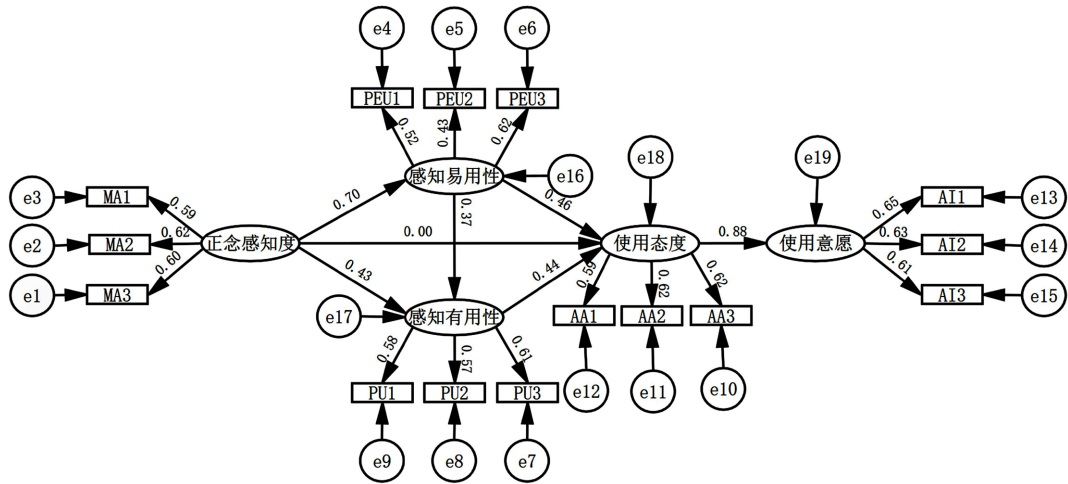 e4
e5
e6
PEU1
PEU2
PEU3
0.52
0.43
0.62
e18
e19
e3
MA1
0.59
感知易用性
e16
AI1
e13
0.65
0.70
0.37
0.46
e2
MA2
0.62
正念感知度
0.00
使用态度
0.88
使用意愿
0.63
AI2
e14
e1
MA3
0.60
0.43
0.44
0.61
AI3
e15
e17
感知有用性
0.59
0.62
0.62
AA1
AA2
AA3
0.58
0.57
0.61
PU1
PU2
PU3
e12
e11
e10
e9
e8
e7